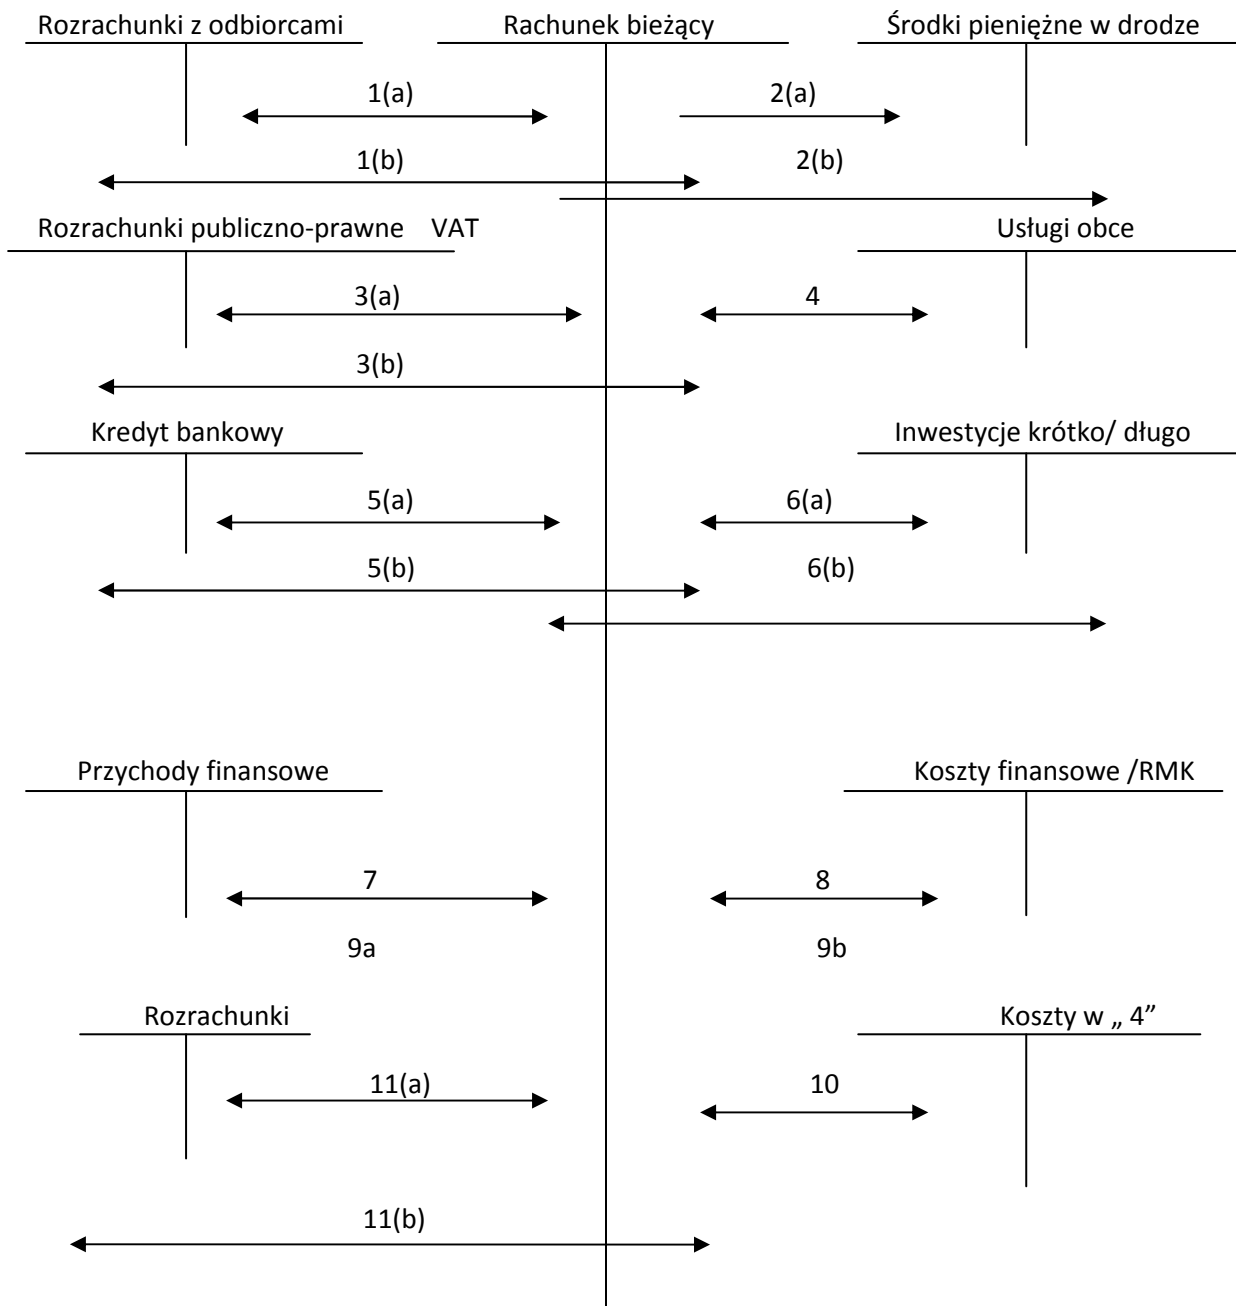 Rozrachunki z odbiorcami Rachunek bieżący Środki pieniężne w drodze
1(a) 2(a)
1(b) 2(b)
Rozrachunki publiczno-prawne VAT Usługi obce
3(a) 4
3(b)
Kredyt bankowy Inwestycje krótko/ długo
5(a) 6(a)
5(b) 6(b)
Przychody finansowe Koszty finansowe /RMK
7 8
9a 9b
Rozrachunki Koszty w „ 4”
11(a) 10
11(b)